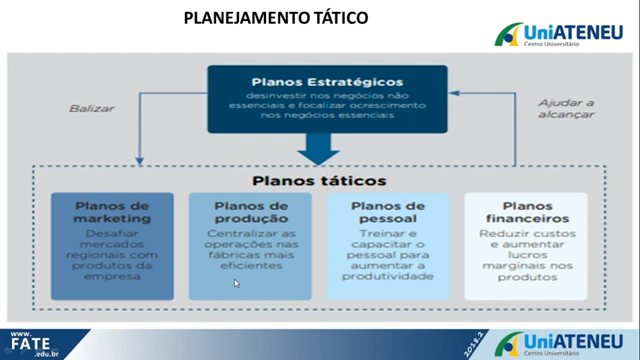 PLANEJAMENTO TÁTICO
UniATENEU
Centro Universitário
Planos Estratégicos
desinvestir nos negócios não
essenciais e focalizar ocrescimento
nos negócios essenciais
Balizar
Ajudar a
alcançar
Planos táticos
Planos de
marketing
Desafiar
mercados
regionais com
produtos da
empresa
Planos de
produção
Centralizar as
operações nas
fábricas mais
eficientes
Planos de
pessoal
Treinar e
capacitar o
pessoal para
aumentar a
produtividade
Planos
financeiros
Reduzir custos
e aumentar
lucros
marginais nos
produtos
www.
FATE
.edu.br
2018.2
UniATENEU
Centro Universitário